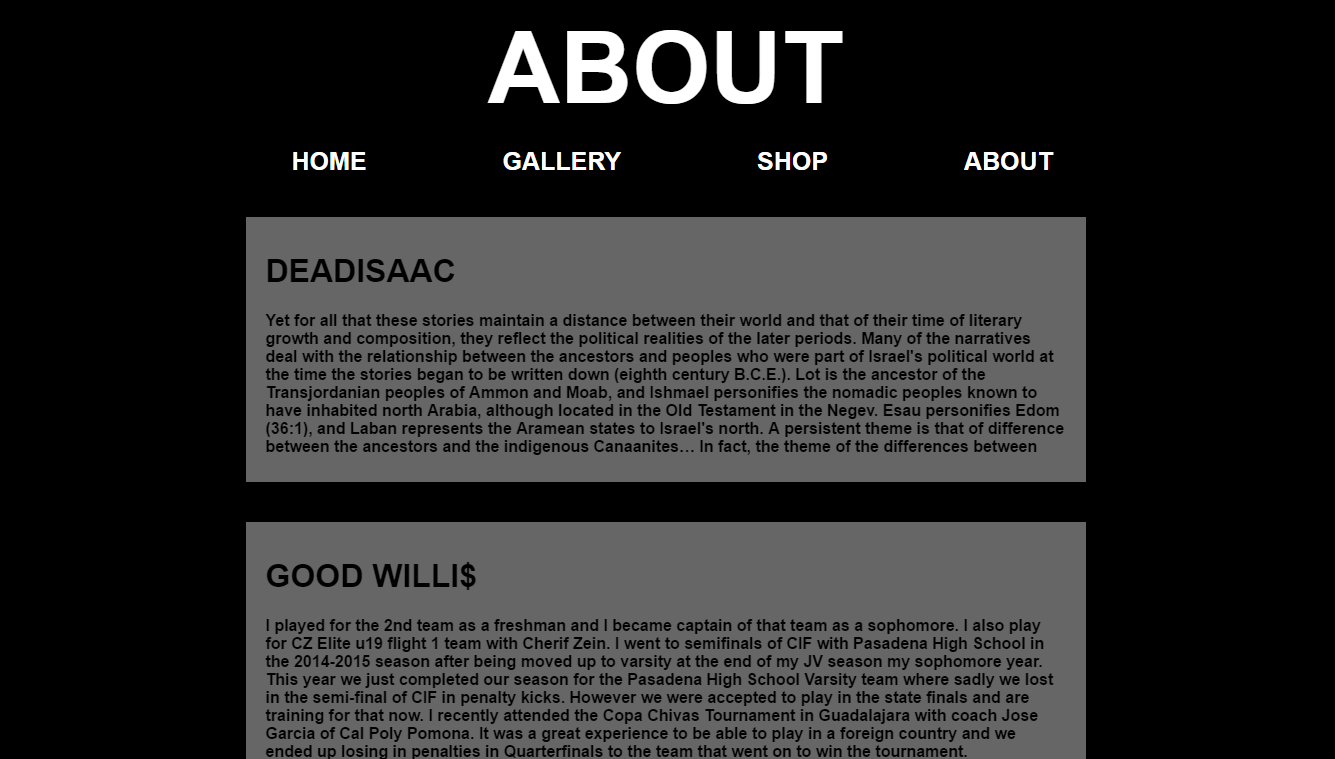 ABOUT
HOME GALLERY SHOP ABOUT
DEADISAAC
Yet for all that these stories maintain a distance between their world and that of their time of literary
growth and composition, they reflect the political realities of the later periods. Many of the narratives
deal with the relationship between the ancestors and peoples who were part of Israel's political world at
the time the stories began to be written down (eighth century B.C.E.). Lot is the ancestor of the
Transjordanian peoples of Ammon and Moab, and Ishmael personifies the nomadic peoples known to
have inhabited north Arabia, although located in the Old Testament in the Negev. Esau personifies Edom
(36:1), and Laban represents the Aramean states to Israel's north. A persistent theme is that of difference
between the ancestors and the indigenous Canaanites… In fact, the theme of the differences between
GOOD WILLI$
I played for the 2nd team as a freshman and I became captain of that team as a sophomore. I also play
for CZ Elite u19 flight 1 team with Cherif Zein. I went to semifinals of CIF with Pasadena High School in
the 2014-2015 season after being moved up to varsity at the end of my JV season my sophomore year.
This year we just completed our season for the Pasadena High School Varsity team where sadly we lost
in the semi-final of CIF in penalty kicks. However we were accepted to play in the state finals and are
training for that now. I recently attended the Copa Chivas Tournament in Guadalajara with coach Jose
Garcia of Cal Poly Pomona. It was a great experience to be able to play in a foreign country and we
ended up losing in penalties in Quarterfinals to the team that went on to win the tournament.